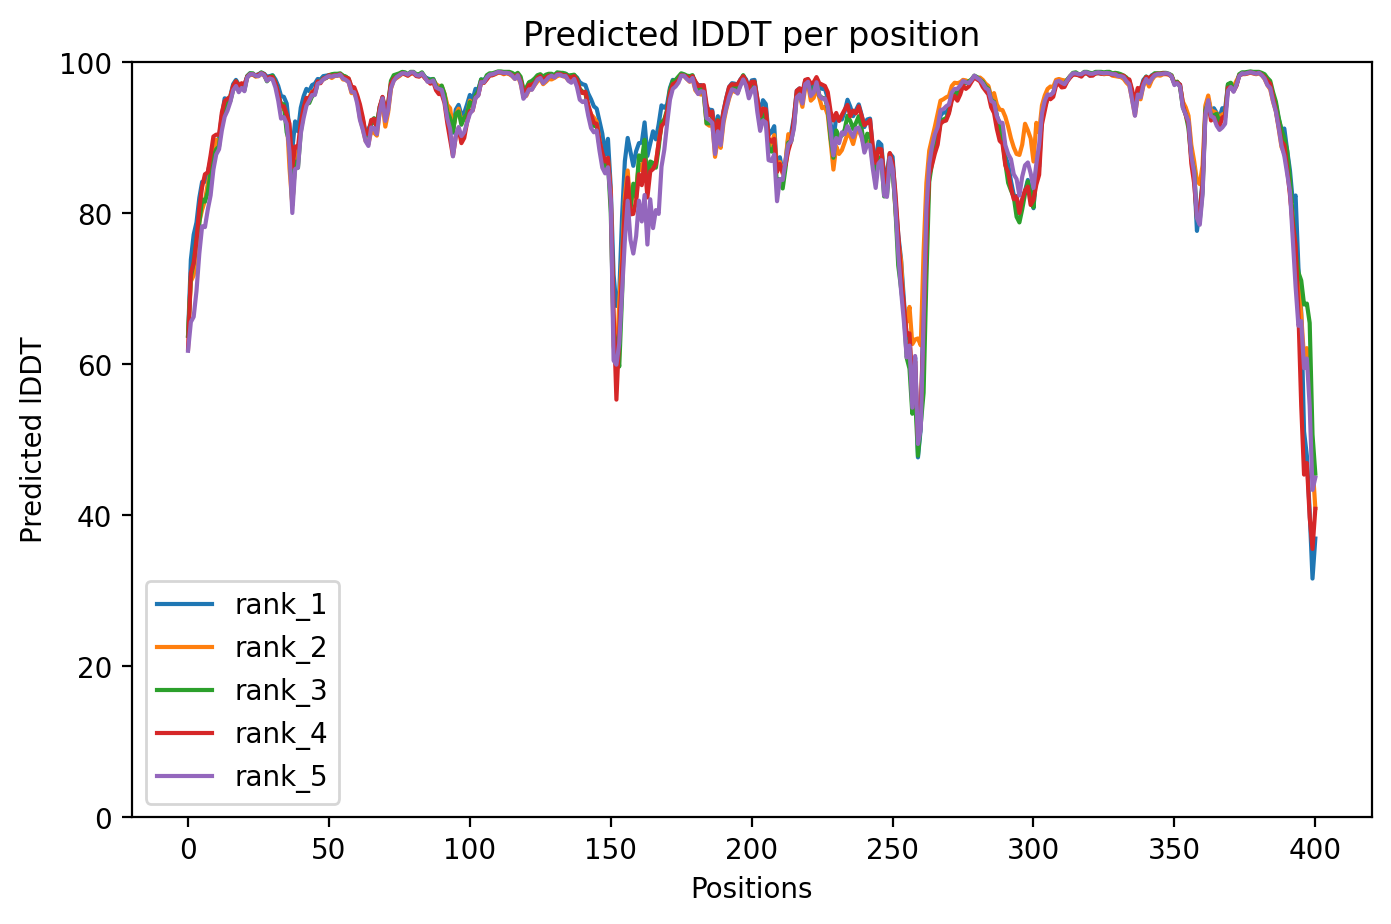 Predicted lDDT per position
Predicted lDDT
100
80
60
40
20
0
rank_1
rank_2
rank_3
rank_4
rank_5
0 50 100 150 200 250 300 350 400
Positions